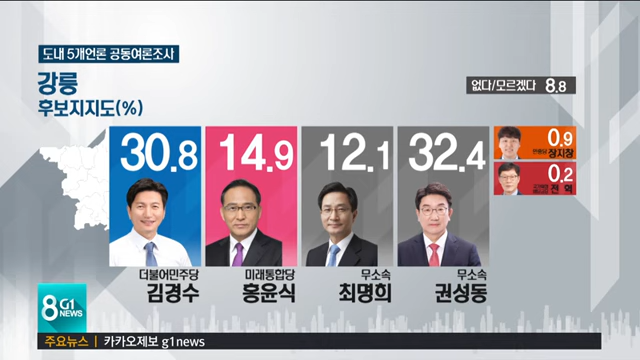 도내 5개언론 공동여론조사
강릉
후보지지도(%)
없다/모르겠다 8.8
30.8
14.9
12.1
32.4
0.9
장지창
0.2
전 혁
더불어민주당
미래통합당
무소속
무소속
김경수
홍윤식
최명희
권성동
8 G1 NEWS
주요뉴스 | 카카오제보 g1news